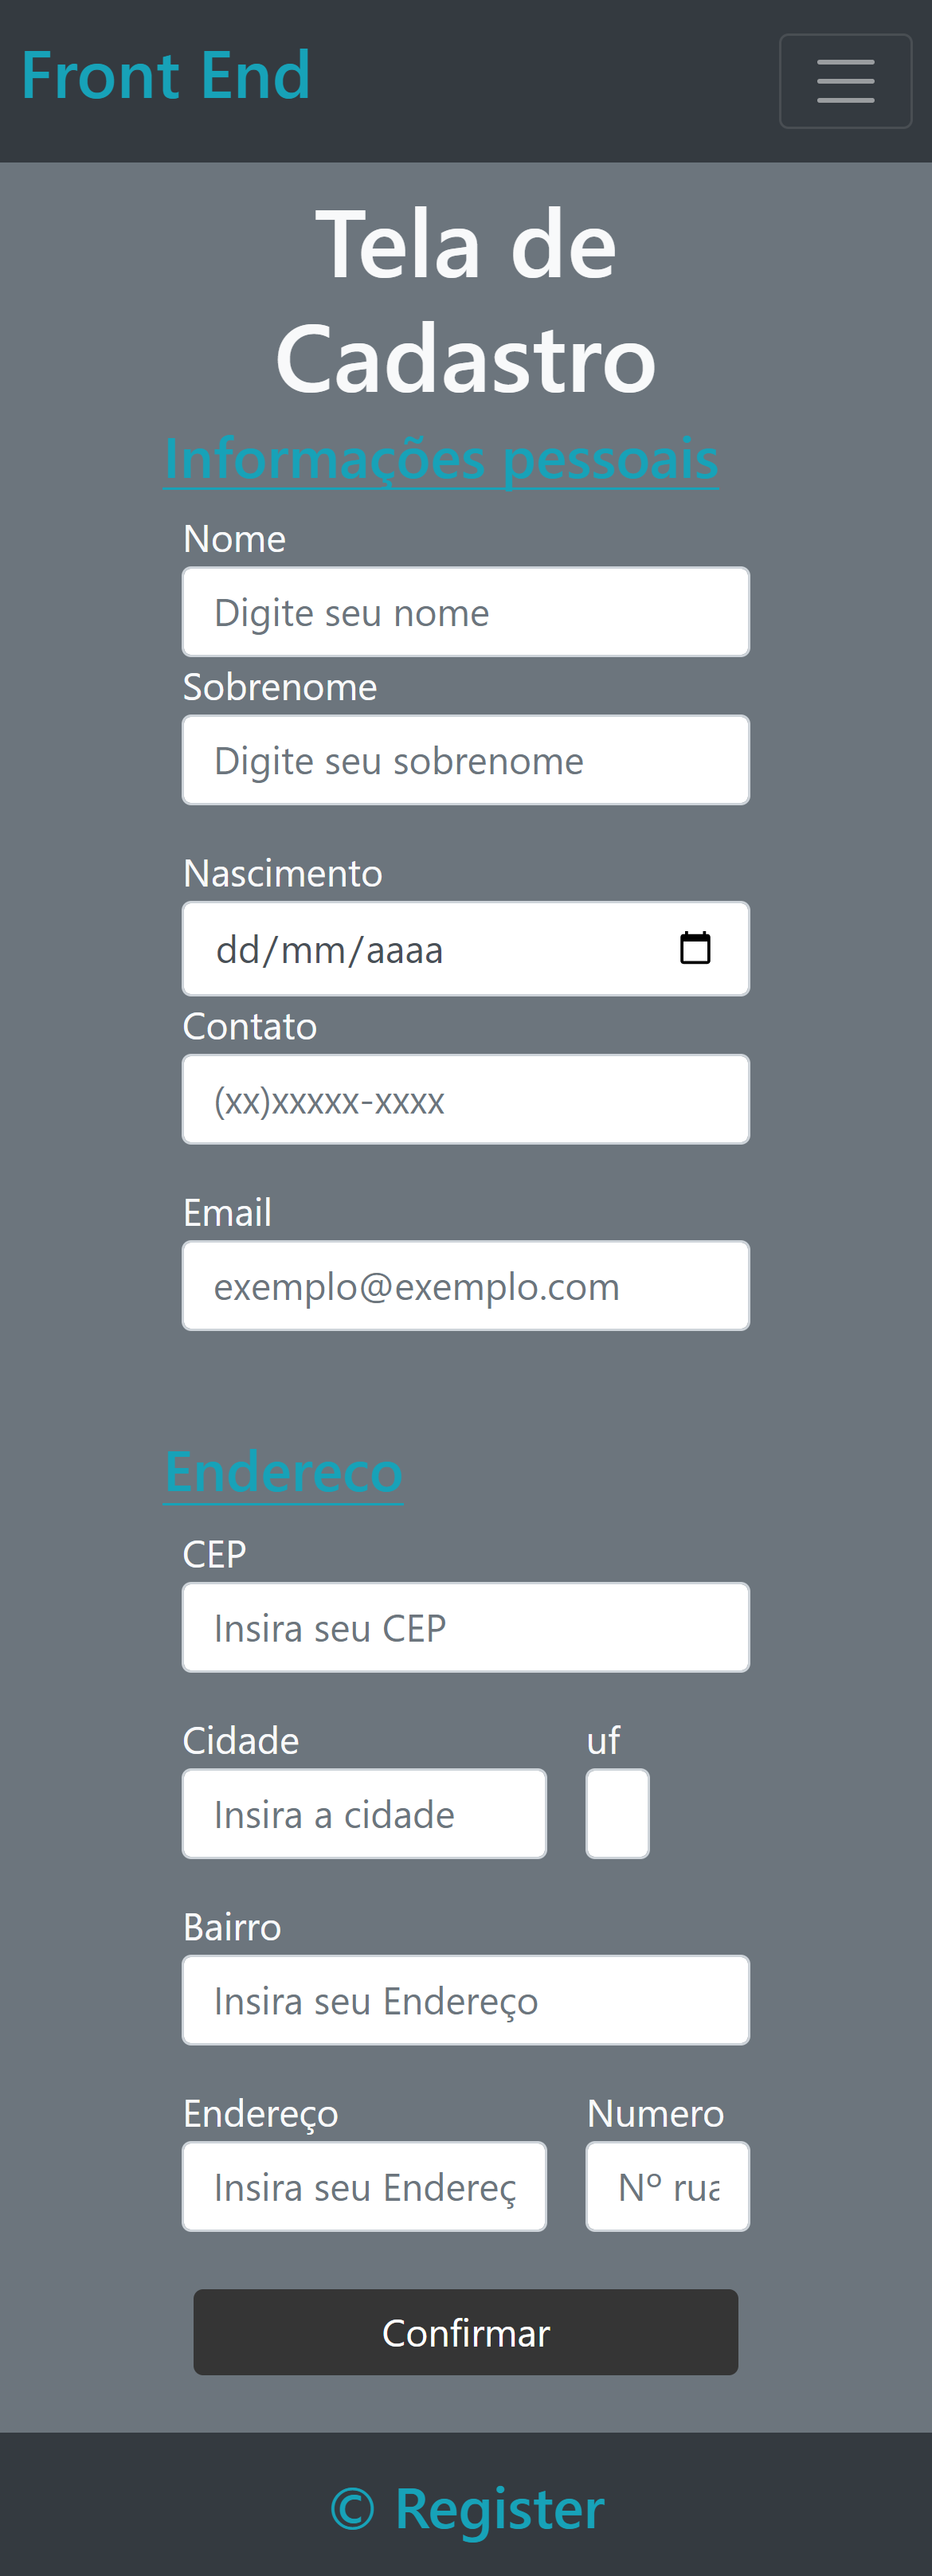 Front End
Tela de
Cadastro
Informações pessoais
Nome
Digite seu nome
Sobrenome
Digite seu sobrenome
Nascimento
dd/mm/aaaa
Contato
(xx)xxxxx-xxxx
Email
exemplo@exemplo.com
Endereco
CEP
Insira seu CEP
Cidade uf
Insira a cidade
Bairro
Insira seu Endereço
Endereço Numero
Insira seu Endereç Nº rua
Confirmar
© Register